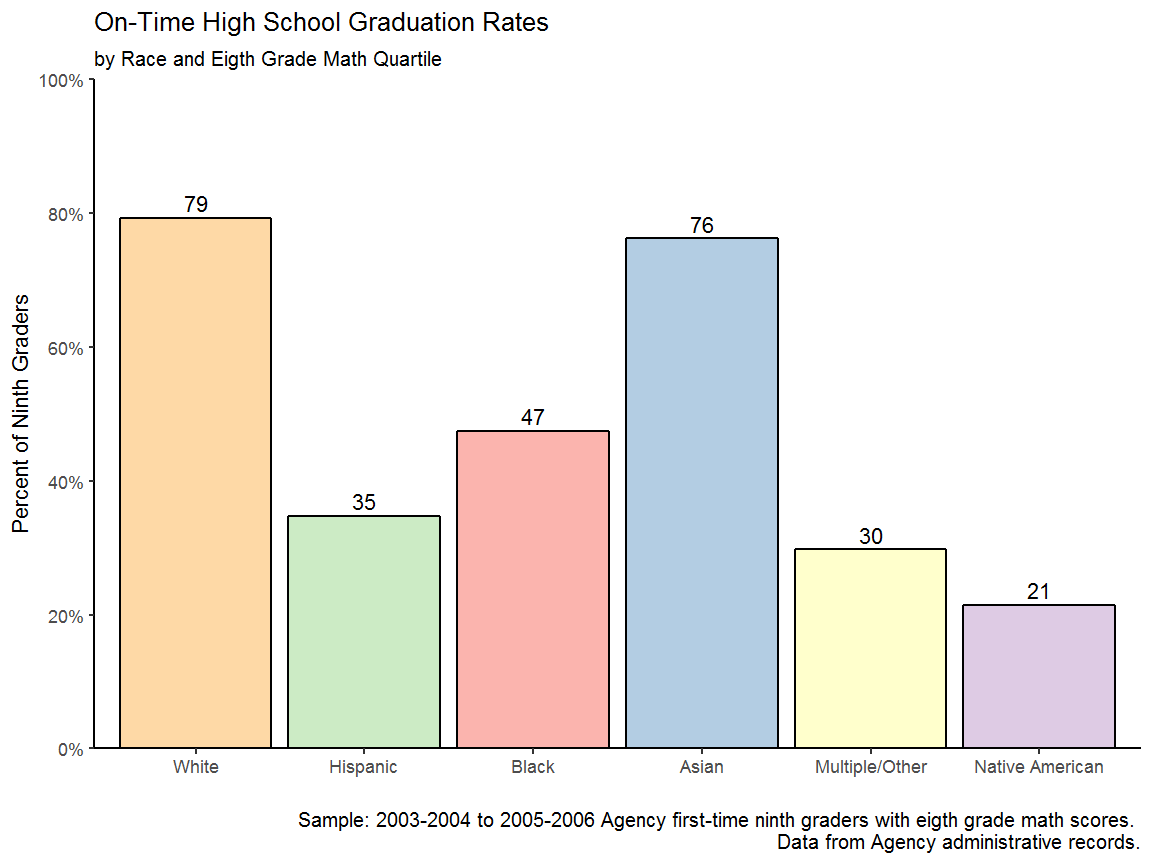 On-Time High School Graduation Rates
by Race and Eigth Grade Math Quartile
Percent of Ninth Graders
100%
80%
60%
40%
20%
0%
79
35
47
76
30
21
White
Hispanic
Black
Asian
Multiple/Other
Native American
Sample: 2003-2004 to 2005-2006 Agency first-time ninth graders with eigth grade math scores.
Data from Agency administrative records.